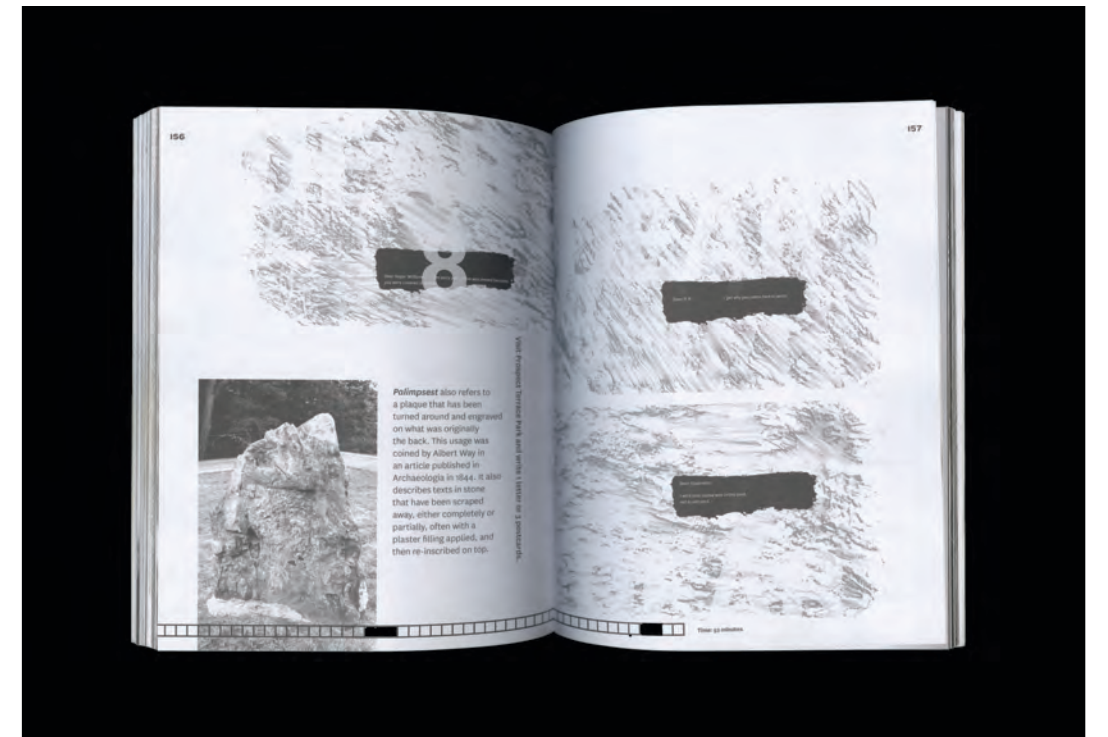 156
8
Palimpsest also refers to
a plaque that has been
turned around and engraved
on what was originally
the back. This usage was
coined by Albert Way in
an article published in
Archaeologia in 1844. It also
describes texts in stone
that have been scraped
away, either completely or
partially, often with a
plaster filling applied, and
then re-inscribed on top.
Visit Prospect Terrace Park and write 1 letter or 3 postcards.
157
Time: 92 minutes